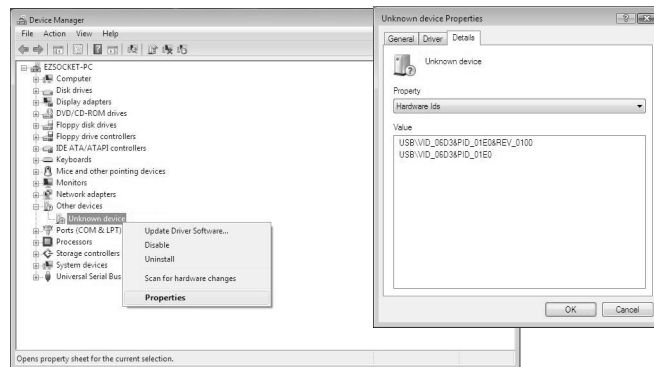 Device Manager
File Action View Help
EZSOCKET-PC
Computer
Disk drives
Display adapters
DVD/CD-ROM drives
Floppy disk drives
Floppy drive controllers
IDE ATA/ATAPI controllers
Keyboards
Mice and other pointing devices
Monitors
Network adapters
Other devices
Unknown device
Ports (COM & LPT)
Processors
Storage controllers
System devices
Universal Serial Bus
Update Driver Software...
Disable
Uninstall
Scan for hardware changes
Properties
Opens property sheet for the current selection.
Unknown device Properties
General Driver Details
Unknown device
Property
Hardware Ids
Value
USB\VID_06D3&PID_01E0&REV_0100
USB\VID_06D3&PID_01E0
OK Cancel